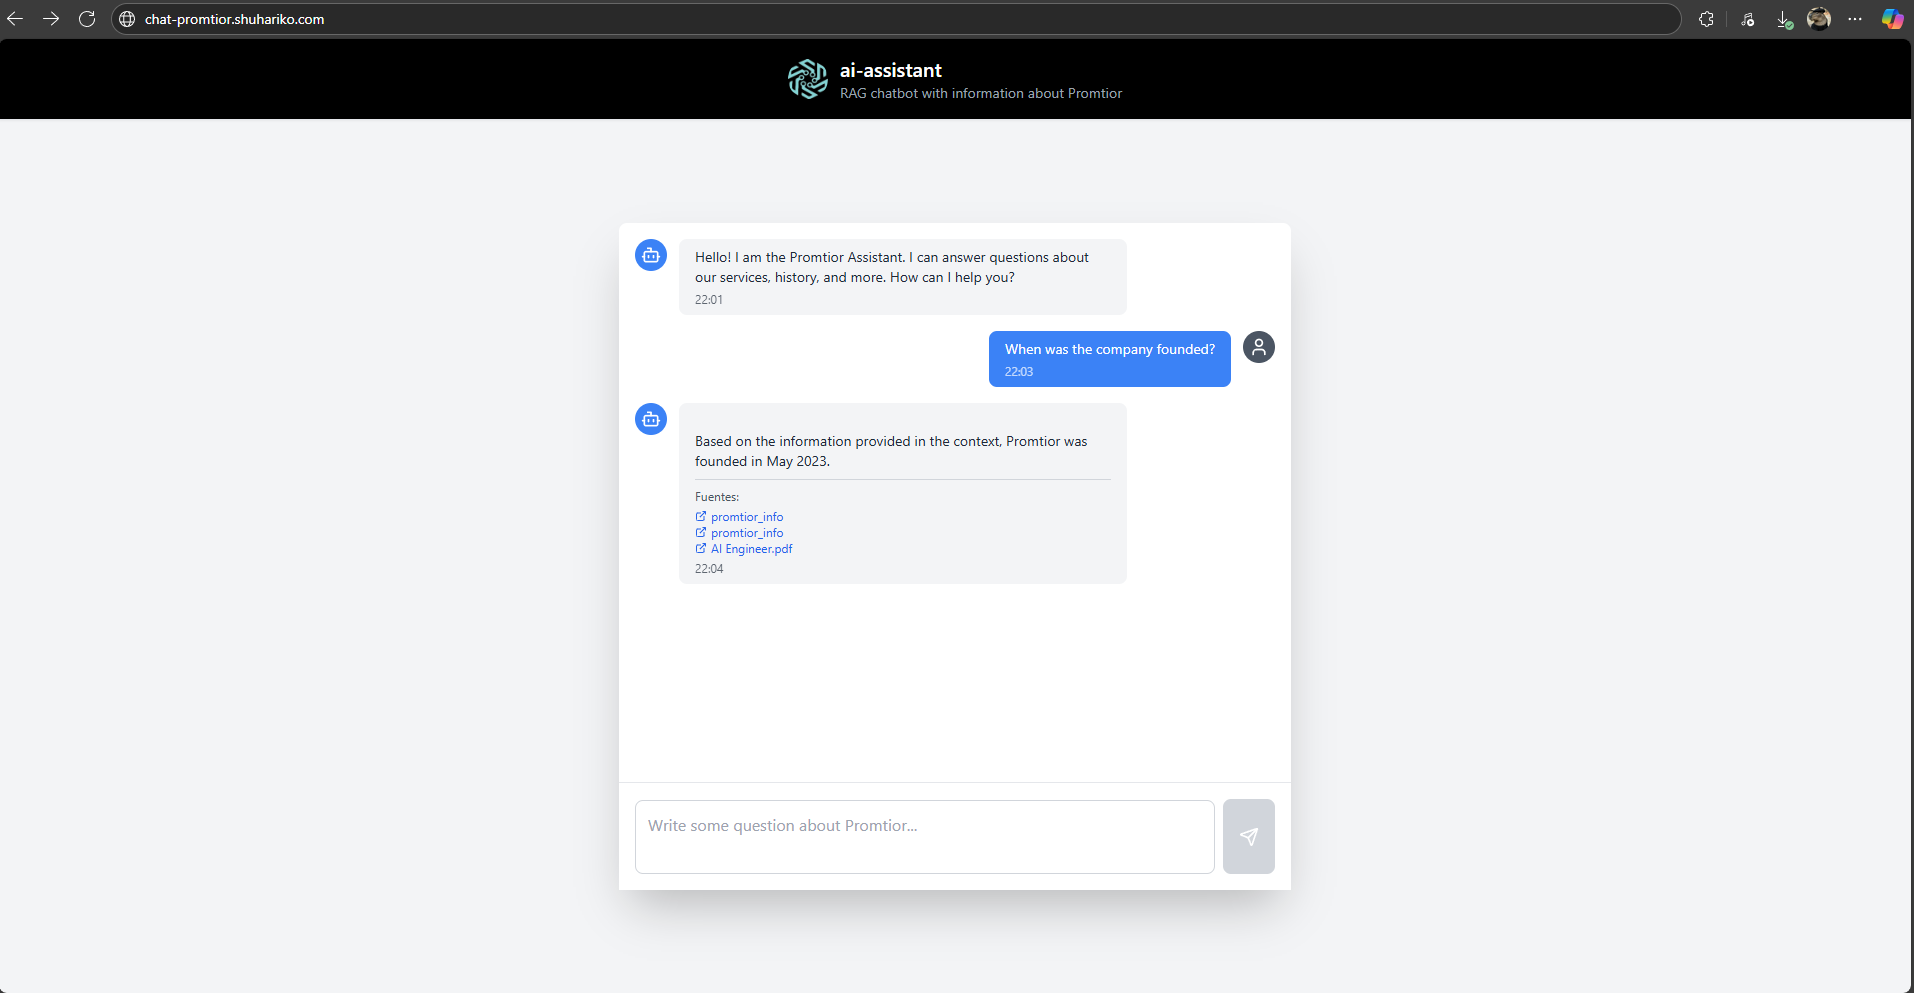 chat-promtior.shuhariko.com
ai-assistant
RAG chatbot with information about Promtior
Hello! I am the Promtior Assistant. I can answer questions about
our services, history, and more. How can I help you?
22:01
When was the company founded?
22:03
Based on the information provided in the context, Promtior was
founded in May 2023.
Fuentes:
promtior_info
promtior_info
AI Engineer.pdf
22:04
Write some question about Promtior...